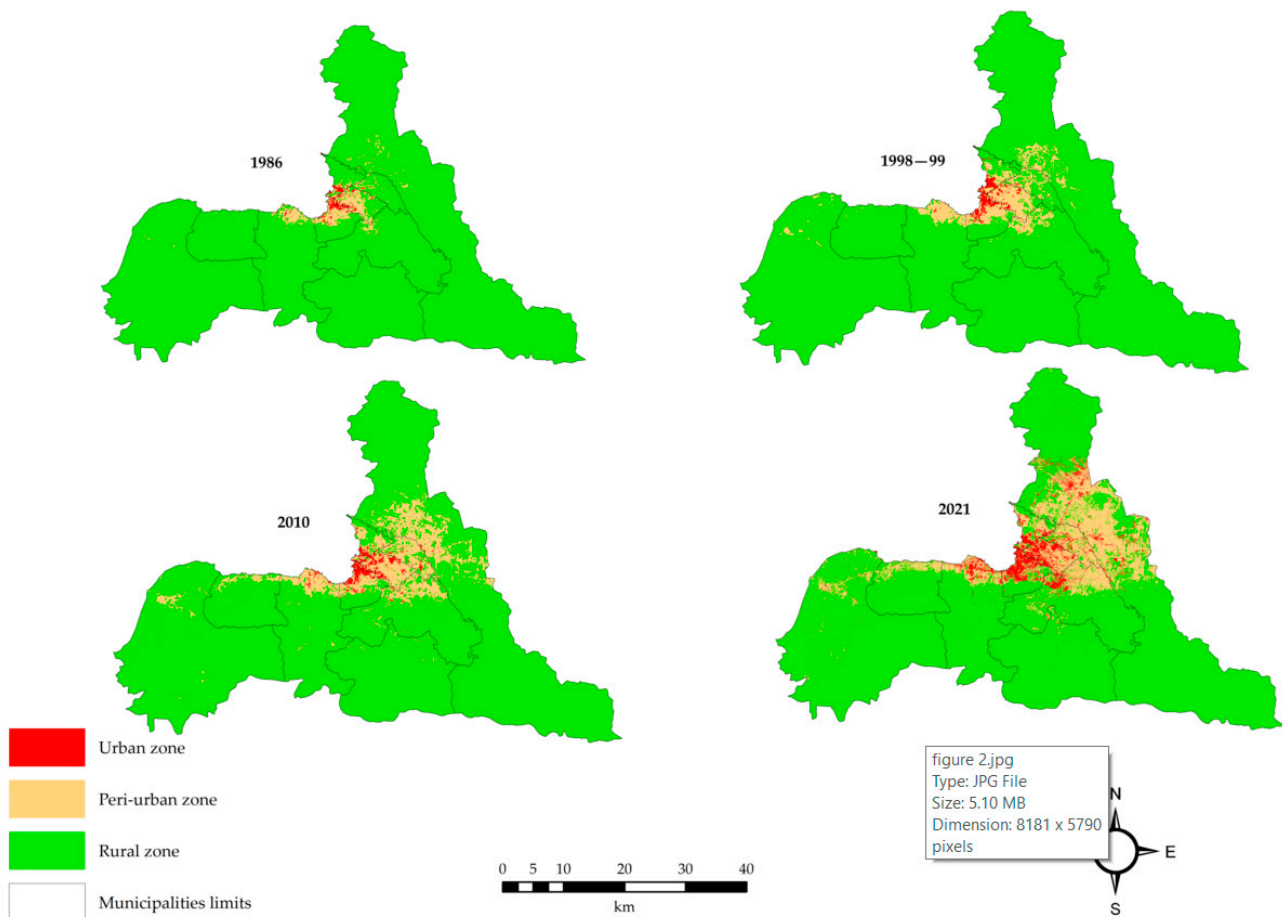 1986
1998—99
2010
2021
Urban zone
Peri-urban zone
Rural zone
Municipalities limits
0 5 10 20 30 40
km
figure 2.jpg
Type: JPG File
Size: 5.10 MB
Dimension: 8181 x 5790
pixels
N
E
S